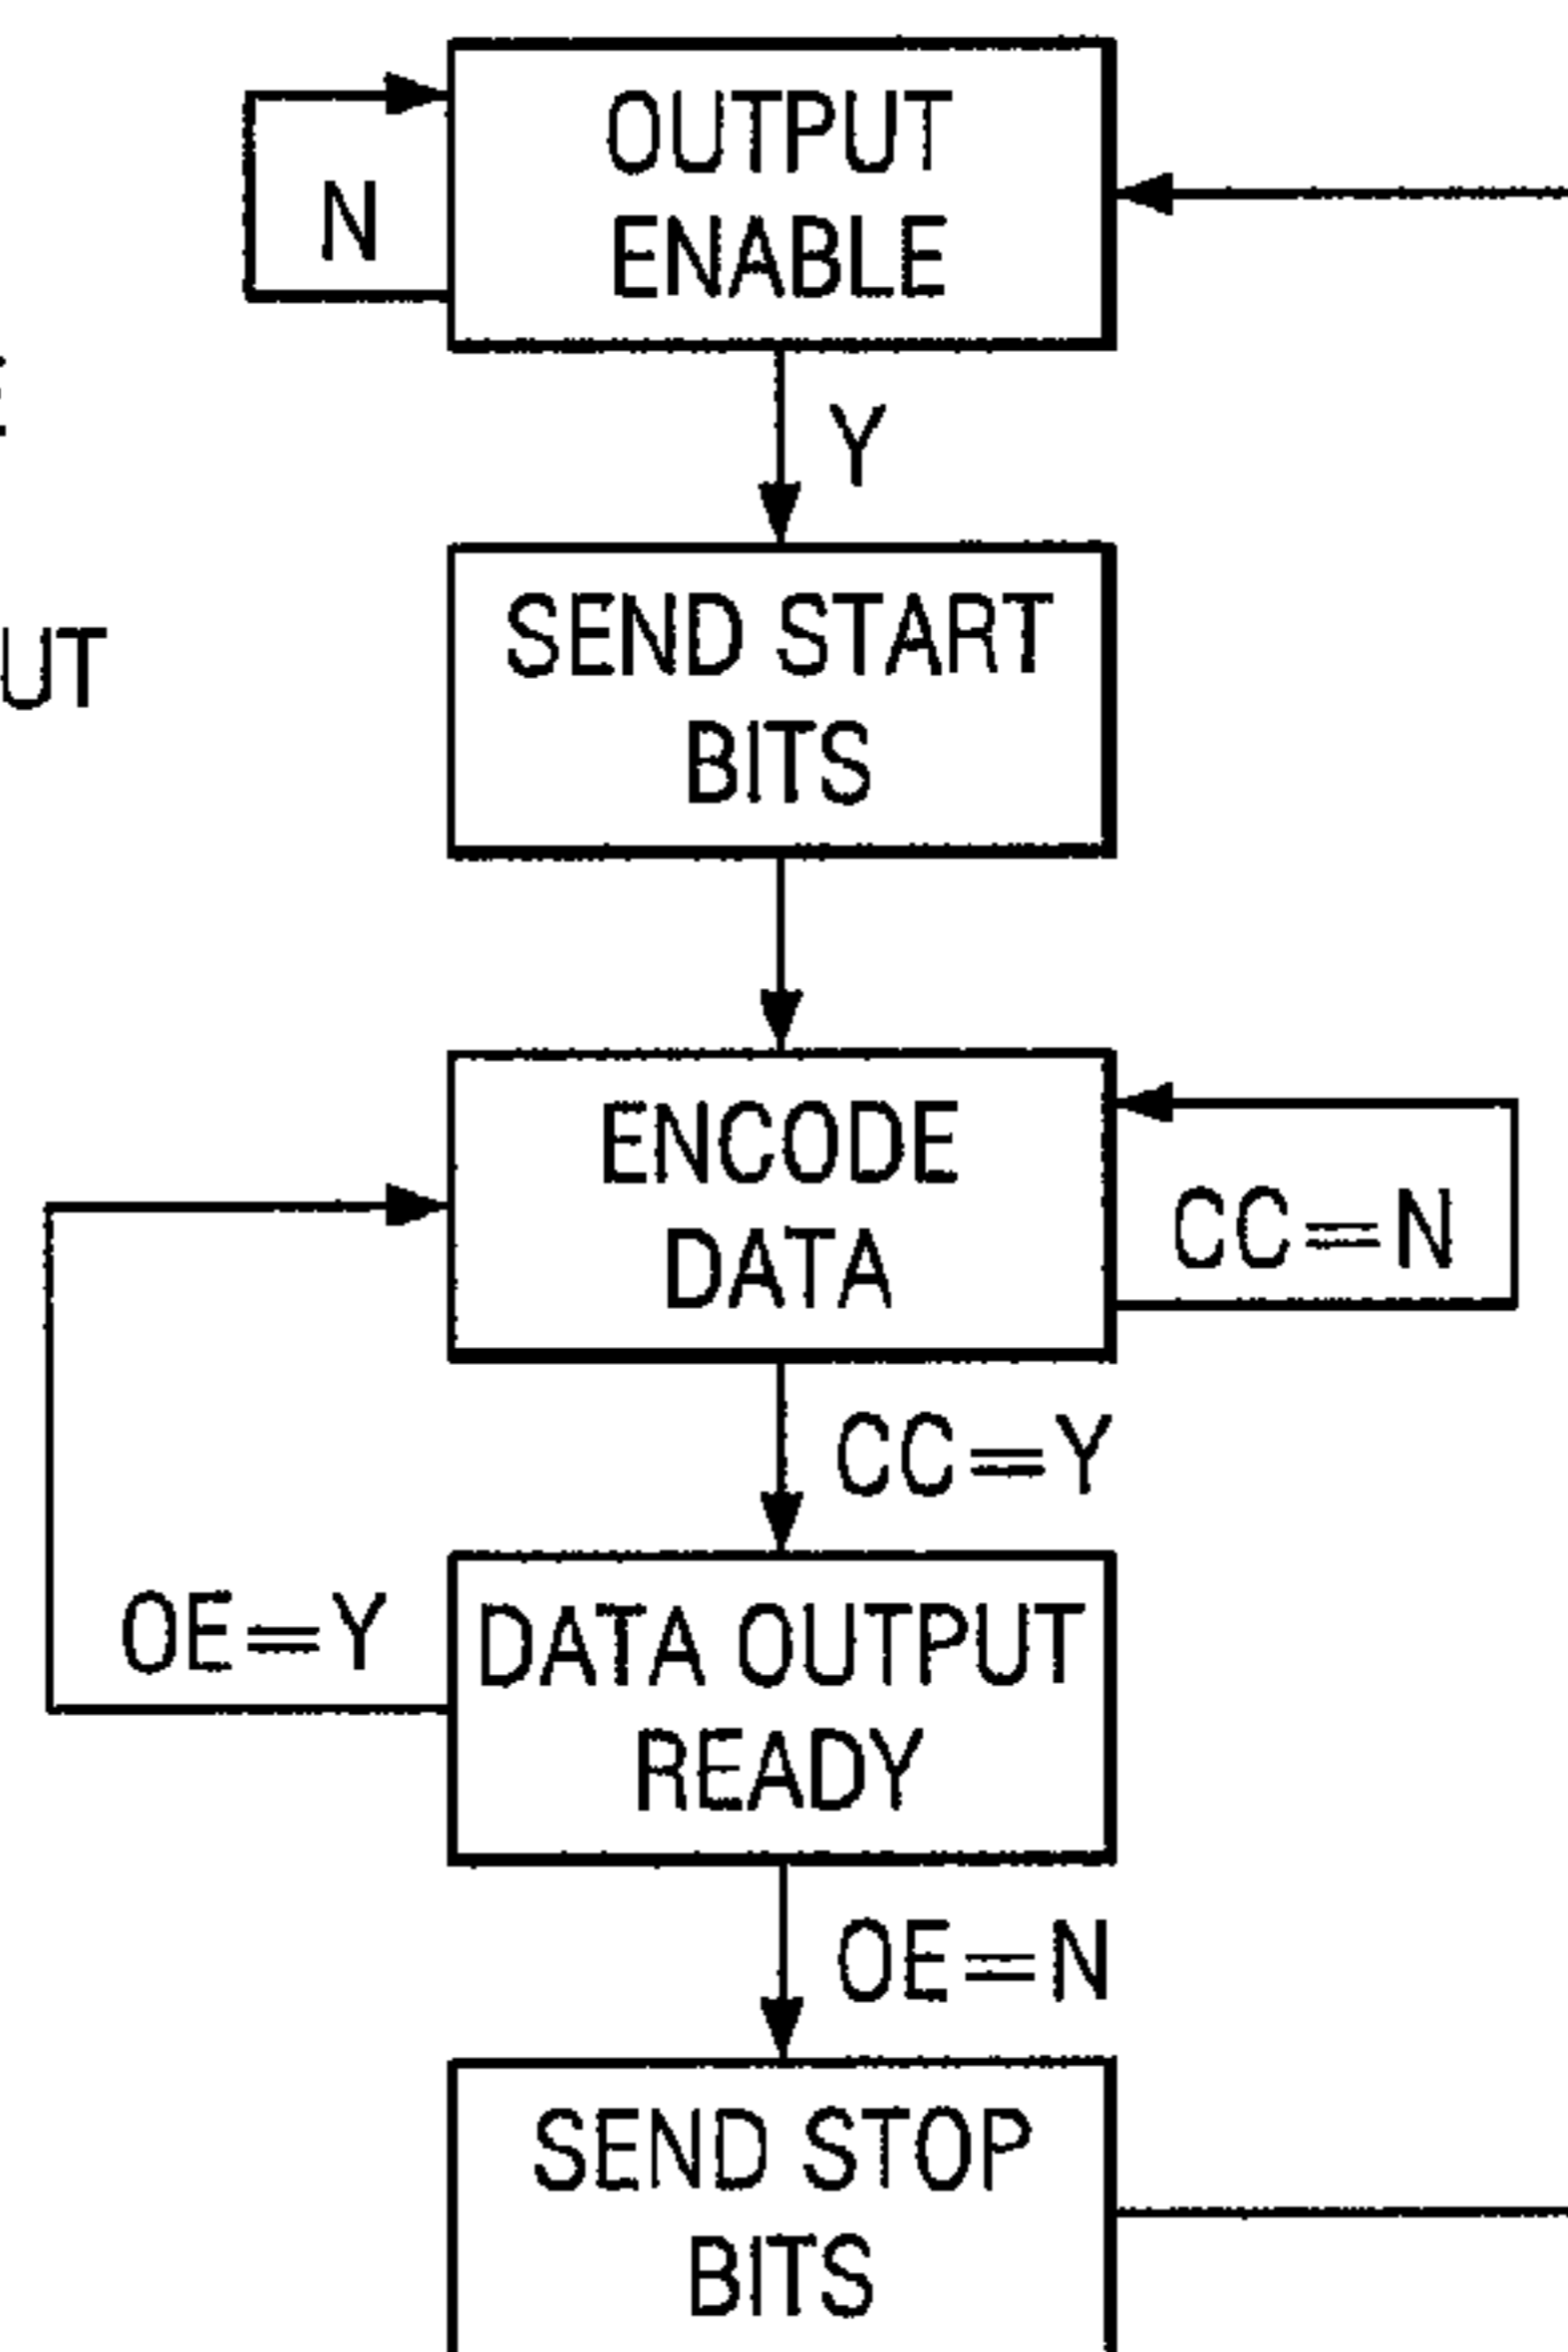 OUTPUT
ENABLE
N
Y
UT
SEND START
BITS
ENCODE
DATA
CC=N
CC=Y
OE=Y
DATA OUTPUT
READY
OE=N
SEND STOP
BITS